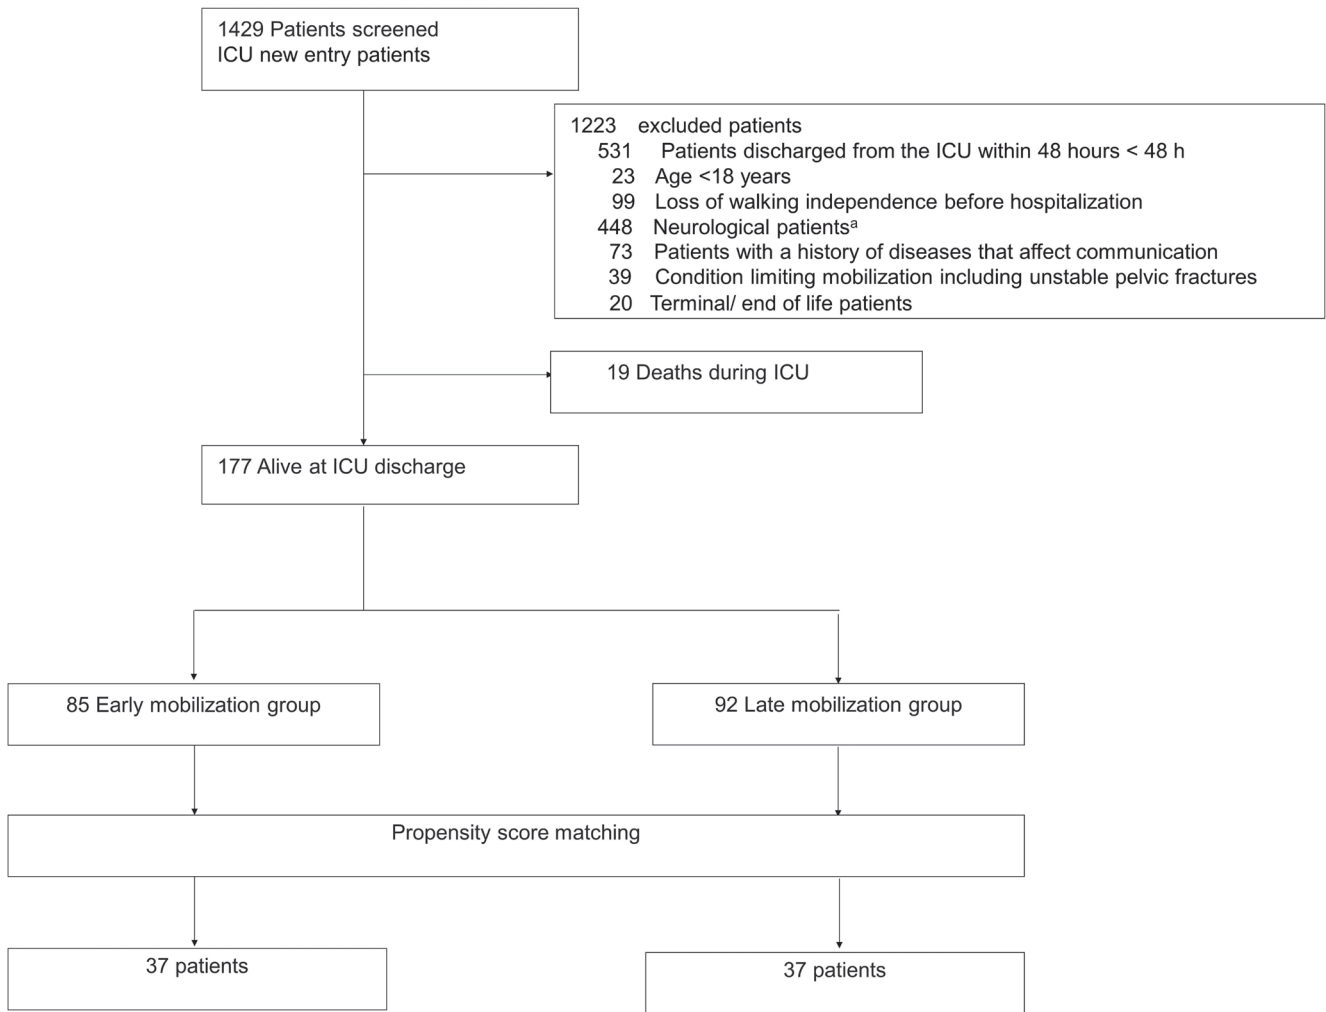 1429 Patients screened
ICU new entry patients
1223 excluded patients
531 Patients discharged from the ICU within 48 hours < 48 h
23 Age <18 years
99 Loss of walking independence before hospitalization
448 Neurological patientsᵃ
73 Patients with a history of diseases that affect communication
39 Condition limiting mobilization including unstable pelvic fractures
20 Terminal/ end of life patients
19 Deaths during ICU
177 Alive at ICU discharge
85 Early mobilization group
92 Late mobilization group
Propensity score matching
37 patients
37 patients